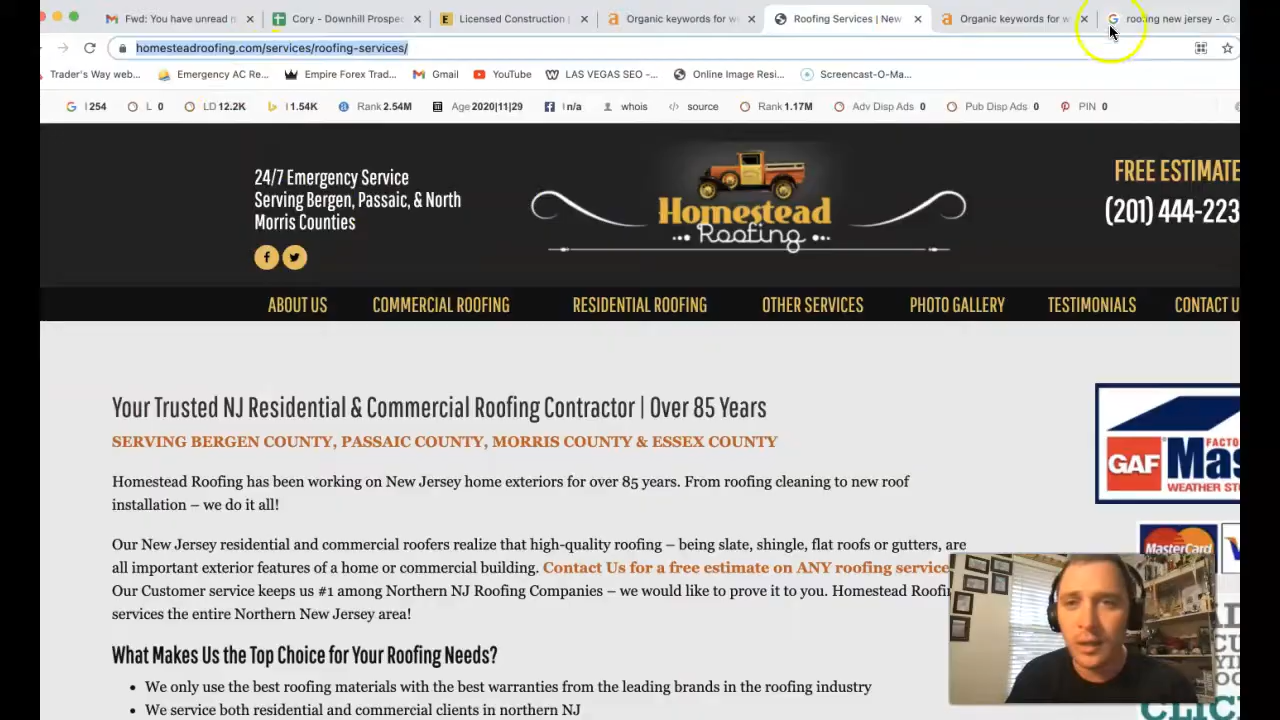 Fwd: You have unread n
Cory - Downhill Prospec
Licensed Construction
Organic keywords for w
Roofing Services | New
Organic keywords for w
roofing new jersey - Go
homesteadroofing.com/services/roofing-services/
Trader's Way web...
Emergency AC Re...
Empire Forex Trad...
Gmail
YouTube
LAS VEGAS SEO -...
Online Image Resi...
Screencast-O-Ma...
I 254
L 0
LD 12.2K
I 1.54K
Rank 2.54M
Age 2020|11|29
I n/a
whois
source
Rank 1.17M
Adv Disp Ads 0
Pub Disp Ads 0
PIN 0
24/7 Emergency Service
Serving Bergen, Passaic, & North
Morris Counties
Homestead
Roofing
FREE ESTIMATE
(201) 444-223
ABOUT US
COMMERCIAL ROOFING
RESIDENTIAL ROOFING
OTHER SERVICES
PHOTO GALLERY
TESTIMONIALS
CONTACT U
Your Trusted NJ Residential & Commercial Roofing Contractor | Over 85 Years
SERVING BERGEN COUNTY, PASSAIC COUNTY, MORRIS COUNTY & ESSEX COUNTY
Homestead Roofing has been working on New Jersey home exteriors for over 85 years. From roofing cleaning to new roof
installation – we do it all!
Our New Jersey residential and commercial roofers realize that high-quality roofing – being slate, shingle, flat roofs or gutters, are
all important exterior features of a home or commercial building. Contact Us for a free estimate on ANY roofing service
Our Customer service keeps us #1 among Northern NJ Roofing Companies – we would like to prove it to you. Homestead Roofin
services the entire Northern New Jersey area!
What Makes Us the Top Choice for Your Roofing Needs?
We only use the best roofing materials with the best warranties from the leading brands in the roofing industry
We service both residential and commercial clients in northern NJ
FACTO
GAF Mas
WEATHER STO
MasterCard
CLIC